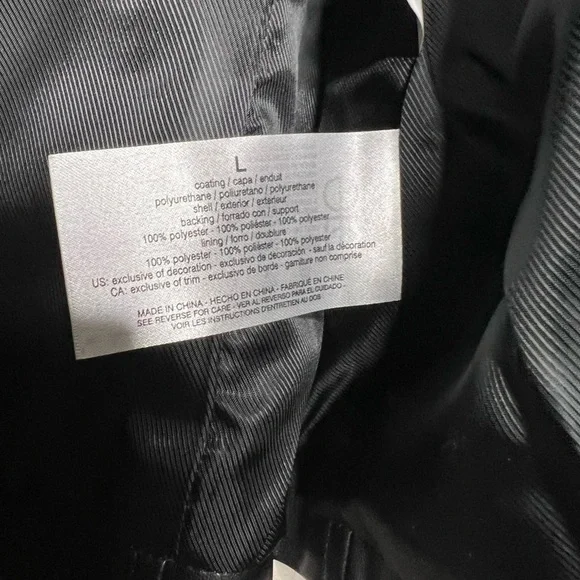 L
coating / capa / enduit
polyurethane / poliuretano / polyurethane
shell / exterior / extérieur
backing / forrado con / support
100% polyester - 100% poliéster - 100% polyester
lining / forro / doublure
100% polyester - 100% poliéster - 100% polyester
US: exclusive of decoration - exclusivo de decoración - sauf la décoration
CA: exclusive of trim - exclusivo de borde - garniture non comprise
MADE IN CHINA - HECHO EN CHINA - FABRIQUÉ EN CHINE
SEE REVERSE FOR CARE - VER AL REVERSO PARA EL CUIDADO -
VOIR LES INSTRUCTIONS D'ENTRETIEN AU DOS